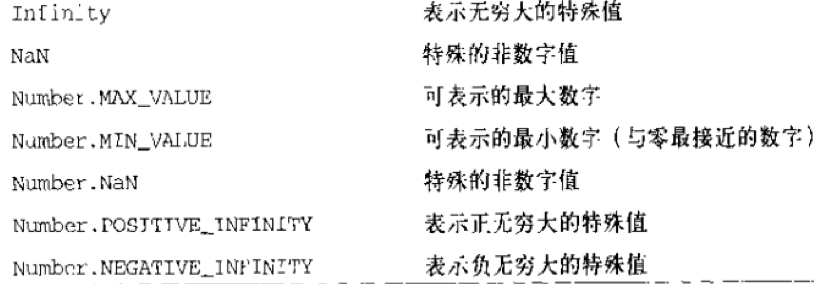 Infinity 表示无穷大的特殊值
NaN 特殊的非数字值
Number.MAX_VALUE 可表示的最大数字
Number.MIN_VALUE 可表示的最小数字（与零最接近的数字）
Number.NaN 特殊的非数字值
Number.POSITIVE_INFINITY 表示正无穷大的特殊值
Number.NEGATIVE_INFINITY 表示负无穷大的特殊值